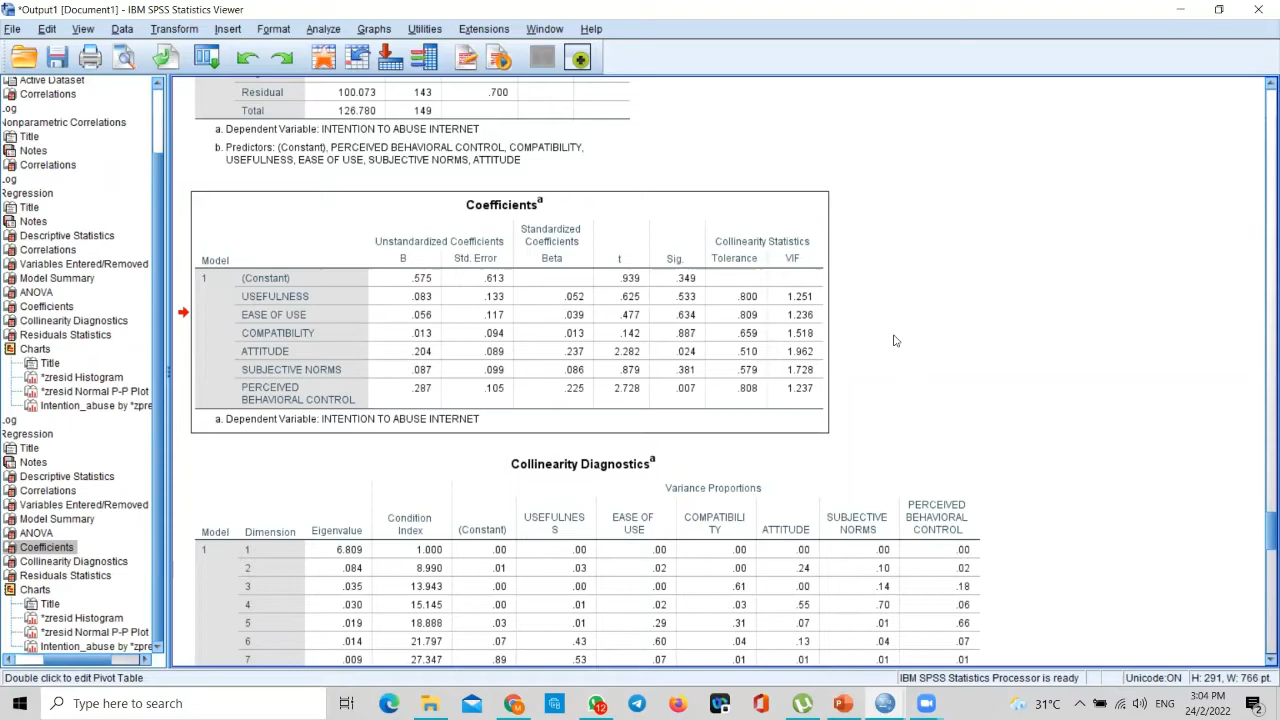 *Output1 [Document1] - IBM SPSS Statistics Viewer
File Edit View Data Transform Insert Format Analyze Graphs Utilities Extensions Window Help
Active Dataset
Correlations
.og
Nonparametric Correlations
Title
Notes
Correlations
.og
Regression
Title
Notes
Descriptive Statistics
Correlations
Variables Entered/Removed
Model Summary
ANOVA
Coefficients
Collinearity Diagnostics
Residuals Statistics
Charts
Title
*zresid Histogram
*zresid Normal P-P Plot
Intention_abuse by *zpre
.og
Regression
Title
Notes
Descriptive Statistics
Correlations
Variables Entered/Removed
Model Summary
ANOVA
Coefficients
Collinearity Diagnostics
Residuals Statistics
Charts
Title
*zresid Histogram
*zresid Normal P-P Plot
Intention_abuse by *zpre
Residual 100.073 143 .700
Total 126.780 149
a. Dependent Variable: INTENTION TO ABUSE INTERNET
b. Predictors: (Constant), PERCEIVED BEHAVIORAL CONTROL, COMPATIBILITY,
USEFULNESS, EASE OF USE, SUBJECTIVE NORMS, ATTITUDE
Coefficientsa
Standardized
Unstandardized Coefficients Coefficients Collinearity Statistics
Model B Std. Error Beta t Sig. Tolerance VIF
1 (Constant) .575 .613 .939 .349
USEFULNESS .083 .133 .052 .625 .533 .800 1.251
EASE OF USE .056 .117 .039 .477 .634 .809 1.236
COMPATIBILITY .013 .094 .013 .142 .887 .659 1.518
ATTITUDE .204 .089 .237 2.282 .024 .510 1.962
SUBJECTIVE NORMS .087 .099 .086 .879 .381 .579 1.728
PERCEIVED .287 .105 .225 2.728 .007 .808 1.237
BEHAVIORAL CONTROL
a. Dependent Variable: INTENTION TO ABUSE INTERNET
Collinearity Diagnosticsa
Variance Proportions
PERCEIVED
Condition USEFULNES EASE OF COMPATIBILI SUBJECTIVE BEHAVIORAL
Model Dimension Eigenvalue Index (Constant) S USE TY ATTITUDE NORMS CONTROL
1 1 6.809 1.000 .00 .00 .00 .00 .00 .00 .00
2 .084 8.990 .01 .03 .02 .00 .24 .10 .02
3 .035 13.943 .00 .00 .00 .61 .00 .14 .18
4 .030 15.145 .00 .01 .02 .03 .55 .70 .06
5 .019 18.888 .03 .01 .29 .31 .07 .01 .66
6 .014 21.797 .07 .43 .60 .04 .13 .04 .07
7 .009 27.347 .89 .53 .07 .01 .01 .01 .01
Double click to edit Pivot Table IBM SPSS Statistics Processor is ready Unicode:ON H: 291, W: 766 pt.
Type here to search 12 31°C ENG 3:04 PM
24/2/2022 2